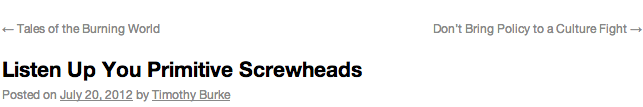 ← Tales of the Burning World Don't Bring Policy to a Culture Fight →
Listen Up You Primitive Screwheads
Posted on July 20, 2012 by Timothy Burke